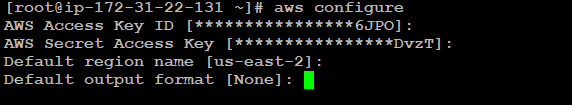 [root@ip-172-31-22-131 ~]# aws configure
AWS Access Key ID [****************6JPO]:
AWS Secret Access Key [****************DvzT]:
Default region name [us-east-2]:
Default output format [None]: